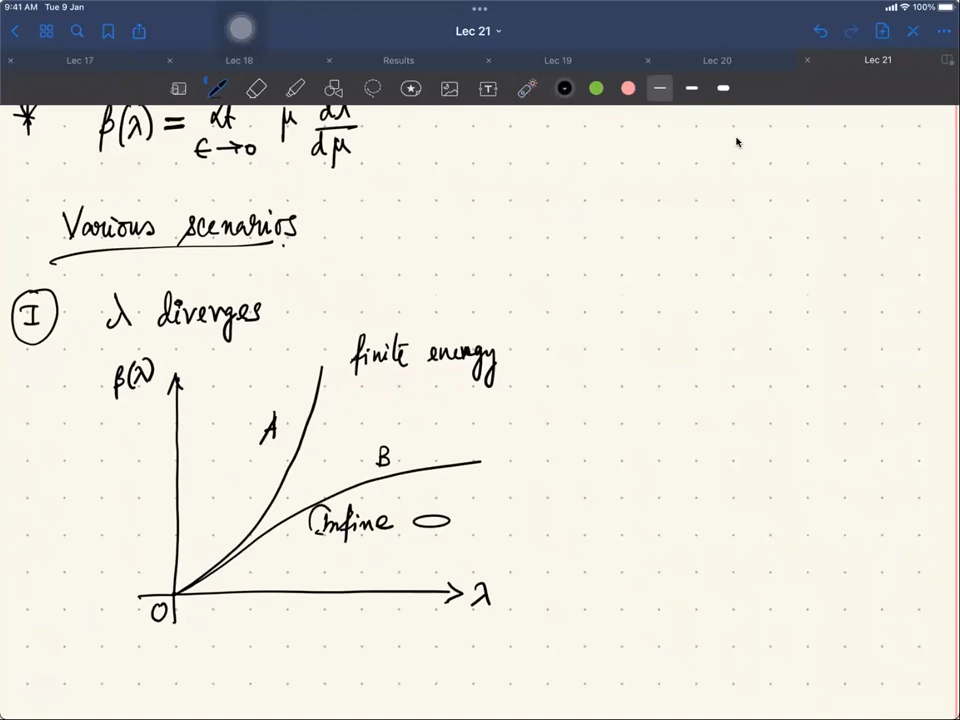 9:41 AM Tue 9 Jan
100%
Lec 21
Lec 17
Lec 18
Results
Lec 19
Lec 20
Lec 21
* β(λ) = Lt ϵ→0 μ dλ/dμ
Various scenarios
I λ diverges
β(λ)
finite energy
A
B
infine
O
λ